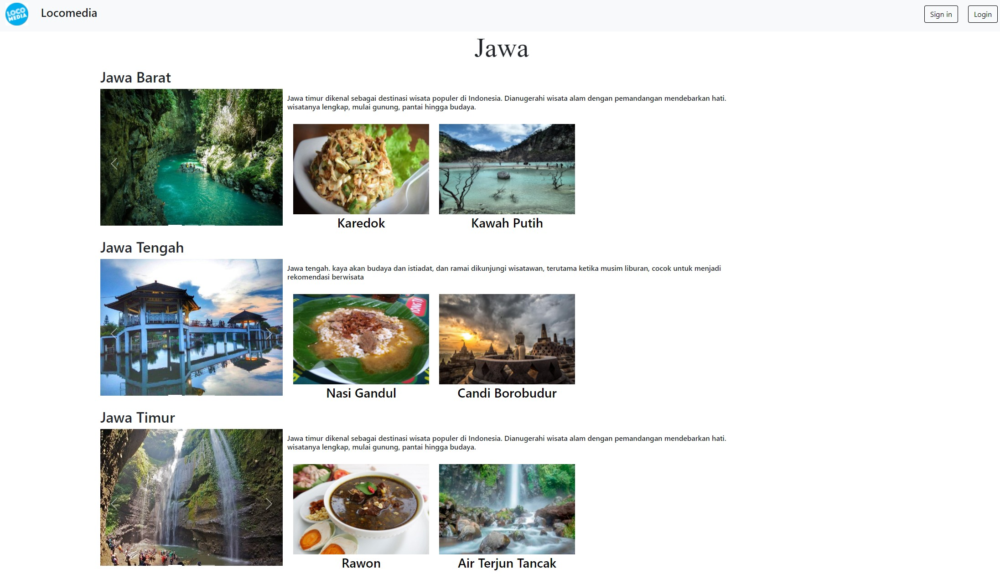 LOCO
MEDIA
Locomedia
Sign in
Login
Jawa
Jawa Barat
Jawa timur dikenal sebagai destinasi wisata populer di Indonesia. Dianugerahi wisata alam dengan pemandangan mendebarkan hati.
wisatanya lengkap, mulai gunung, pantai hingga budaya.
Karedok
Kawah Putih
Jawa Tengah
Jawa tengah. kaya akan budaya dan istiadat, dan ramai dikunjungi wisatawan, terutama ketika musim liburan, cocok untuk menjadi
rekomendasi berwisata
Nasi Gandul
Candi Borobudur
Jawa Timur
Jawa timur dikenal sebagai destinasi wisata populer di Indonesia. Dianugerahi wisata alam dengan pemandangan mendebarkan hati.
wisatanya lengkap, mulai gunung, pantai hingga budaya.
Rawon
Air Terjun Tancak